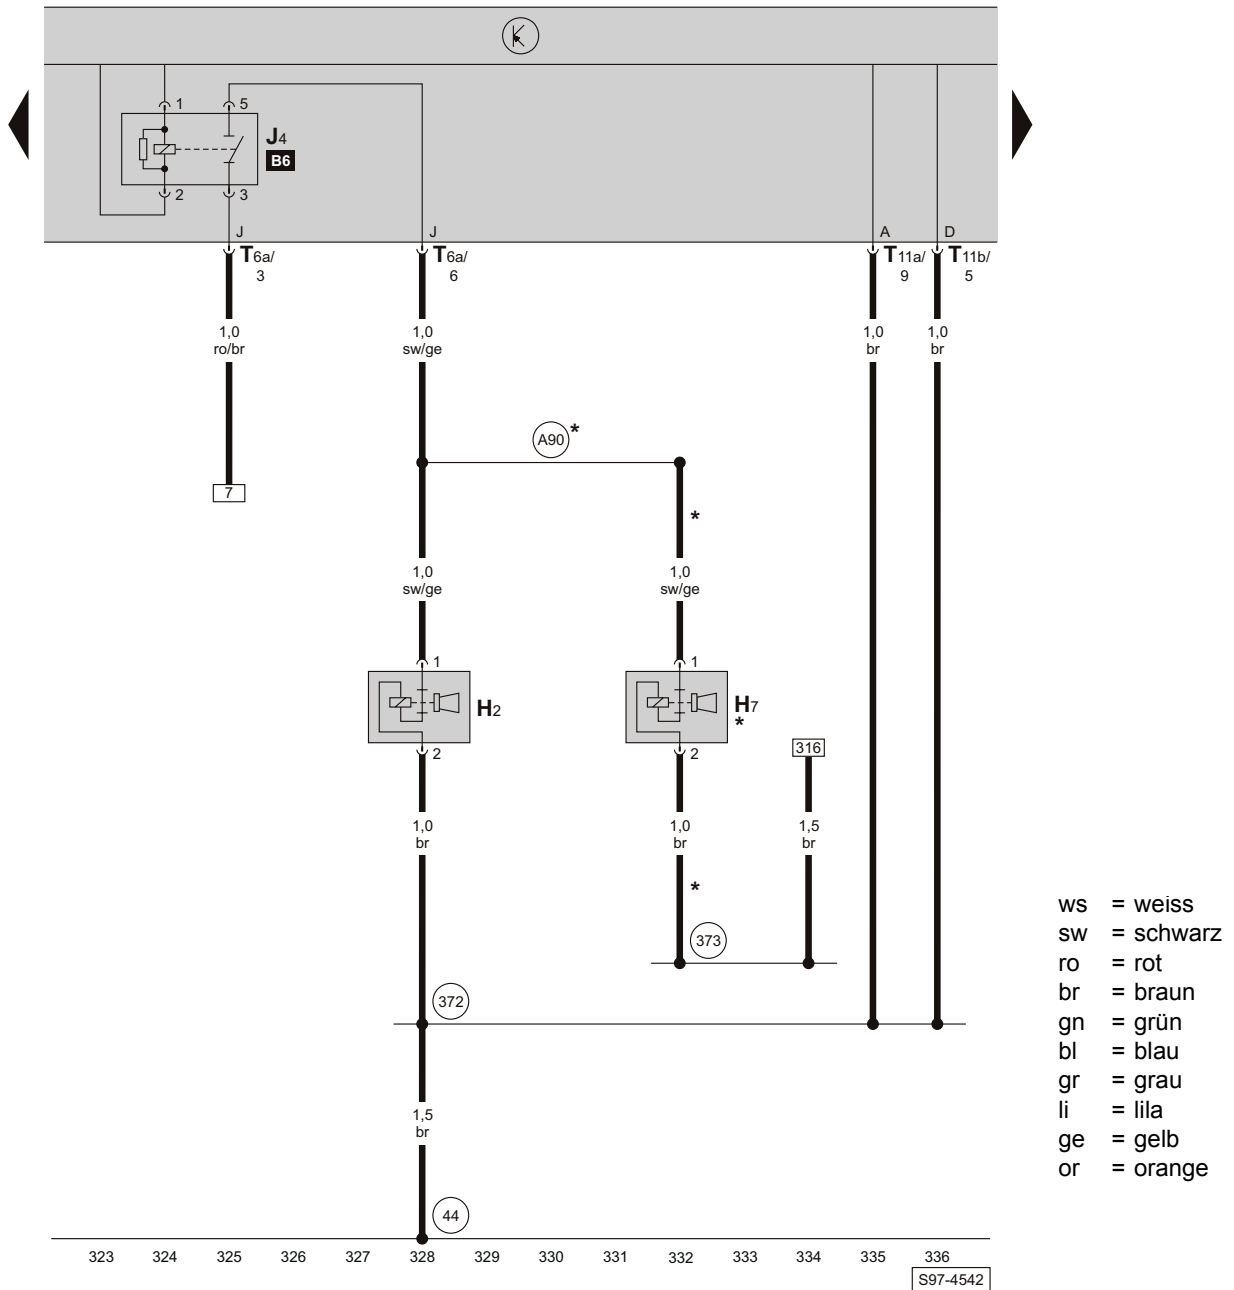 1 5
J4
B6
2 3
J J A D
T6a/ T6a/ T11a/ T11b/
3 6 9 5
1,0 1,0 1,0 1,0
ro/br sw/ge br br
A90 *
7
*
1,0 1,0
sw/ge sw/ge
1 1
H2 H7
*
2 2 316
1,0 1,0 1,5
br br br
*
373
372
1,5
br
44
323 324 325 326 327 328 329 330 331 332 333 334 335 336
S97-4542
ws = weiss
sw = schwarz
ro = rot
br = braun
gn = grün
bl = blau
gr = grau
li = lila
ge = gelb
or = orange